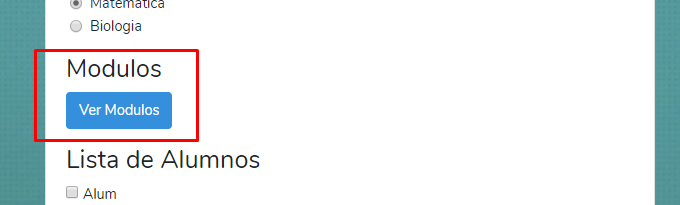 Matematica
Biologia
Modulos
Ver Modulos
Lista de Alumnos
Alum